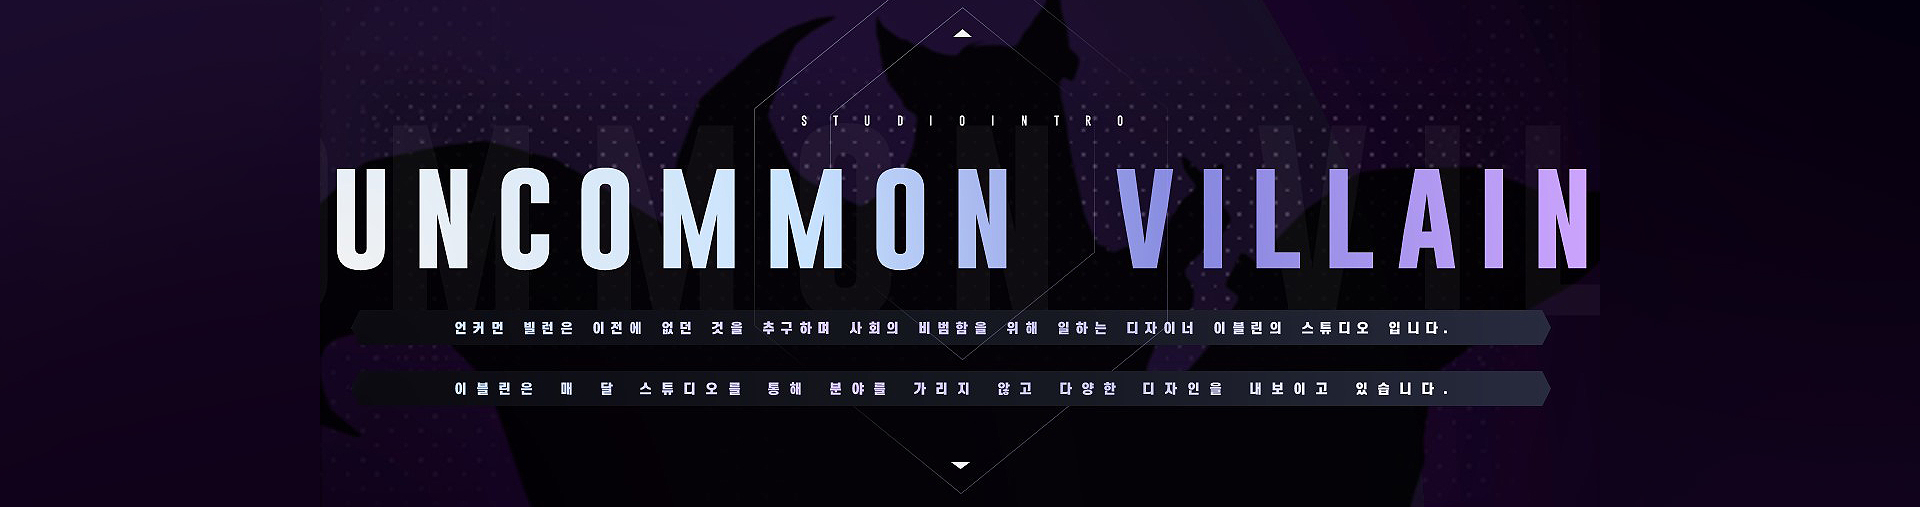 STUDIOINTRO
UNCOMMON VILLAIN
언커먼 빌런은 이전에 없던 것을 추구하며 사회의 비범함을 위해 일하는 디자이너 이블린의 스튜디오 입니다.
이블린은 매 달 스튜디오를 통해 분야를 가리지 않고 다양한 디자인을 내보이고 있습니다.